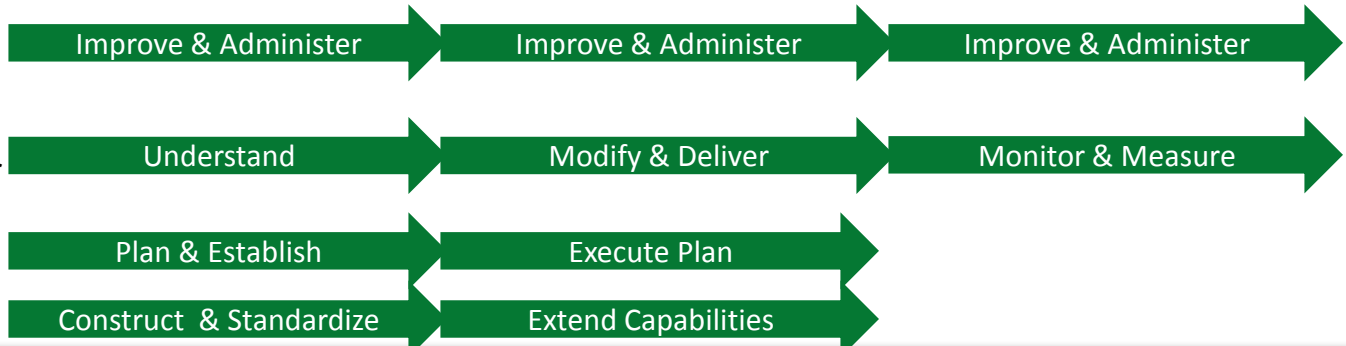 Improve & Administer Improve & Administer Improve & Administer
Understand Modify & Deliver Monitor & Measure
Plan & Establish Execute Plan
Construct  & Standardize Extend Capabilities